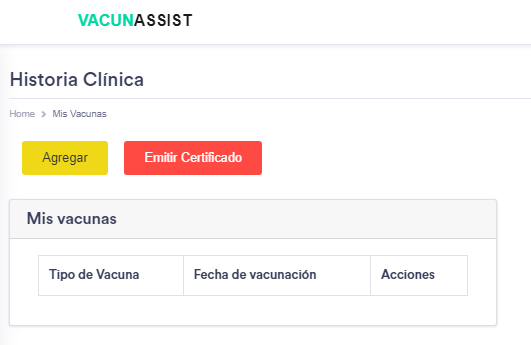 VACUNASSIST
Historia Clínica
Home > Mis Vacunas
Agregar Emitir Certificado
Mis vacunas
Tipo de Vacuna Fecha de vacunación Acciones